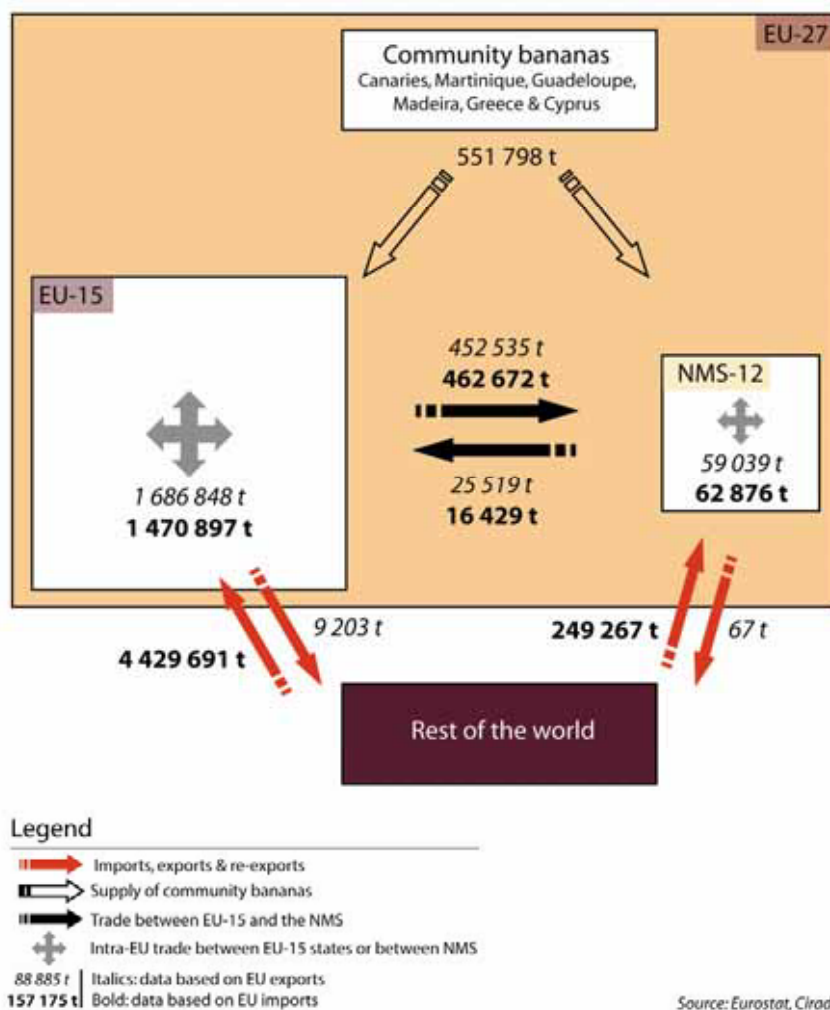 EU-27
Community bananas
Canaries, Martinique, Guadeloupe,
Madeira, Greece & Cyprus
551 798 t
EU-15
452 535 t
462 672 t
NMS-12
59 039 t
62 876 t
1 686 848 t
1 470 897 t
25 519 t
16 429 t
4 429 691 t
9 203 t
249 267 t
67 t
Rest of the world
Legend
Imports, exports & re-exports
Supply of community bananas
Trade between EU-15 and the NMS
Intra-EU trade between EU-15 states or between NMS
88 885 t Italics: data based on EU exports
157 175 t Bold: data based on EU imports
Source: Eurostat, Cirad